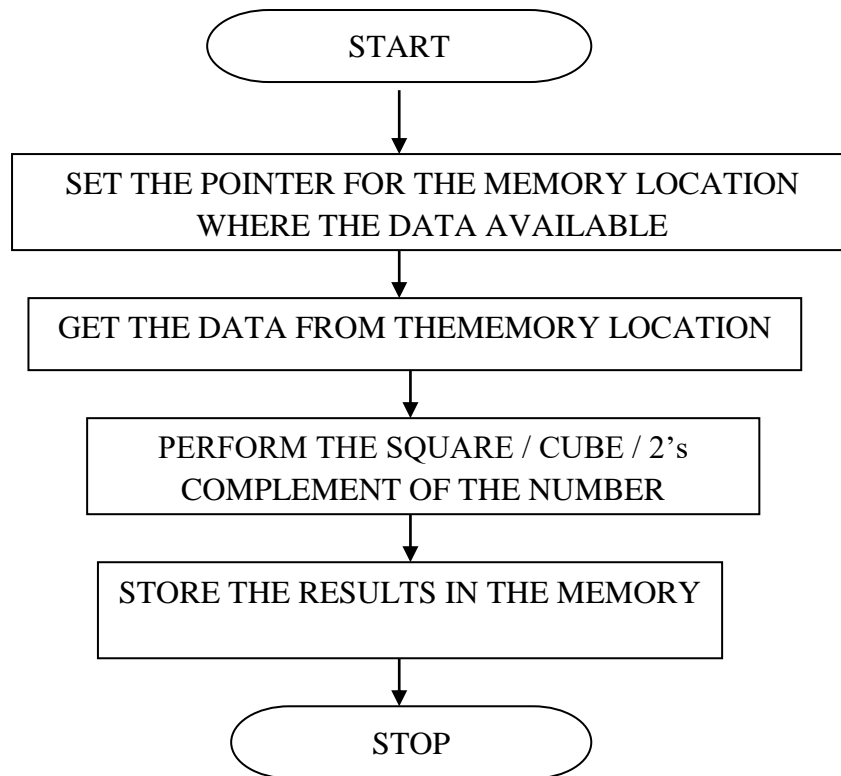 START
SET THE POINTER FOR THE MEMORY LOCATION
WHERE THE DATA AVAILABLE
GET THE DATA FROM THEMEMORY LOCATION
PERFORM THE SQUARE / CUBE / 2’s
COMPLEMENT OF THE NUMBER
STORE THE RESULTS IN THE MEMORY
STOP